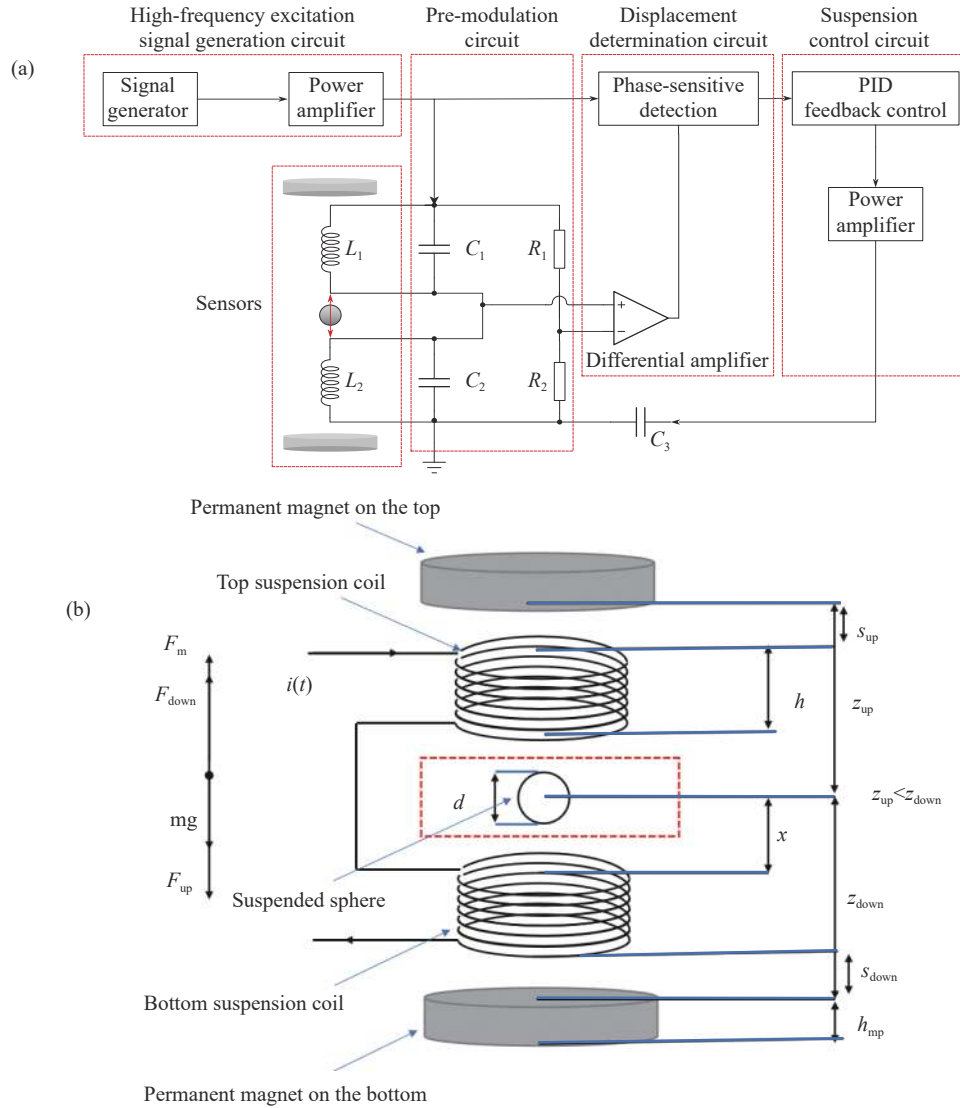 High-frequency excitation
signal generation circuit
Pre-modulation
circuit
Displacement
determination circuit
Suspension
control circuit
(a)
Signal
generator
Power
amplifier
Phase-sensitive
detection
PID
feedback control
Power
amplifier
L1
C1
R1
Sensors
+
−
Differential amplifier
L2
C2
R2
C3
Permanent magnet on the top
Top suspension coil
(b)
sup
Fm
i(t)
Fdown
h
zup
d
zup<zdown
mg
x
Fup
Suspended sphere
zdown
sdown
Bottom suspension coil
hmp
Permanent magnet on the bottom